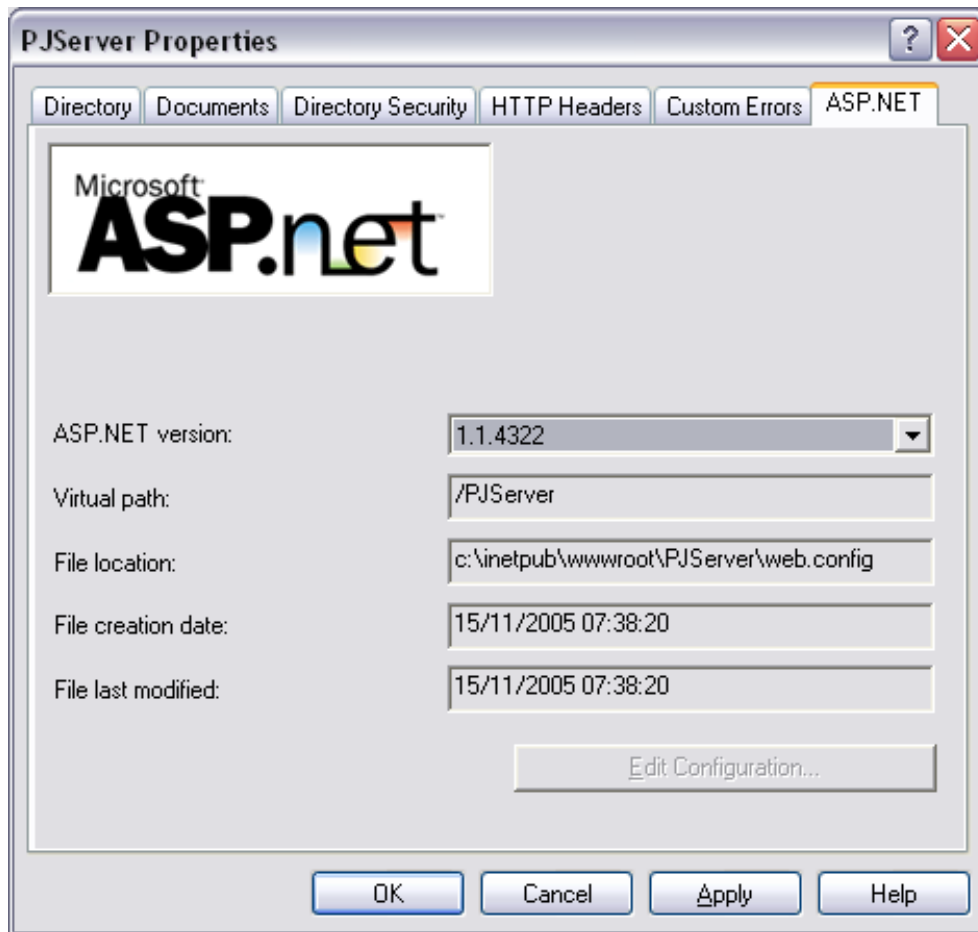 PJServer Properties
Directory Documents Directory Security HTTP Headers Custom Errors ASP.NET
Microsoft
ASP.net
ASP.NET version: 1.1.4322
Virtual path: /PJServer
File location: c:\inetpub\wwwroot\PJServer\web.config
File creation date: 15/11/2005 07:38:20
File last modified: 15/11/2005 07:38:20
Edit Configuration...
OK Cancel Apply Help